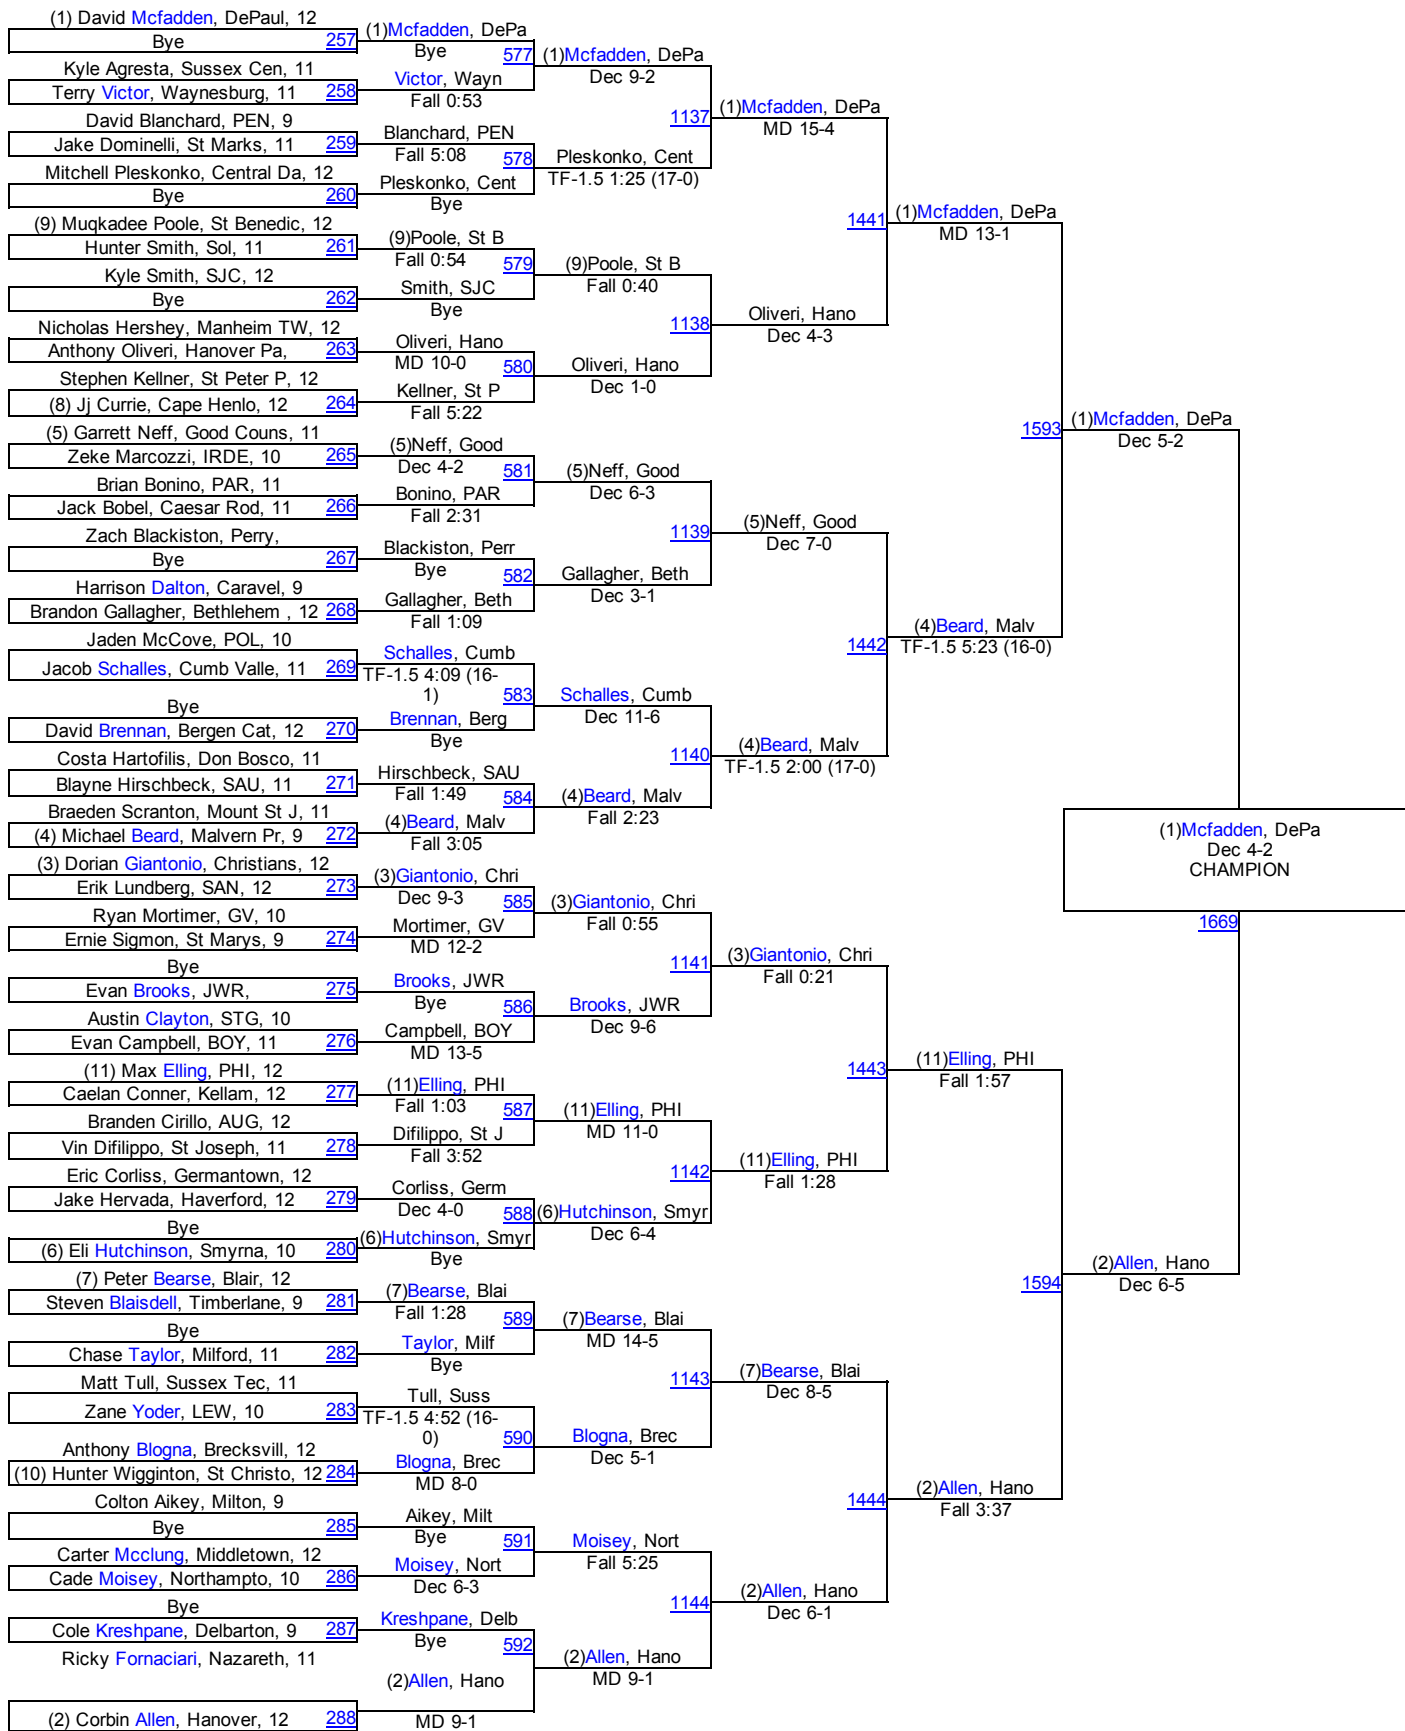 (1) David Mcfadden, DePaul, 12
Bye
257
Kyle Agresta, Sussex Cen, 11
Terry Victor, Waynesburg, 11
258
David Blanchard, PEN, 9
Jake Dominelli, St Marks, 11
259
Mitchell Pleskonko, Central Da, 12
Bye
260
(9) Muqkadee Poole, St Benedic, 12
Hunter Smith, Sol, 11
261
Kyle Smith, SJC, 12
Bye
262
Nicholas Hershey, Manheim TW, 12
Anthony Oliveri, Hanover Pa,
263
Stephen Kellner, St Peter P, 12
(8) Jj Currie, Cape Henlo, 12
264
(5) Garrett Neff, Good Couns, 11
Zeke Marcozzi, IRDE, 10
265
Brian Bonino, PAR, 11
Jack Bobel, Caesar Rod, 11
266
Zach Blackiston, Perry,
Bye
267
Harrison Dalton, Caravel, 9
Brandon Gallagher, Bethlehem , 12
268
Jaden McCove, POL, 10
Jacob Schalles, Cumb Valle, 11
269
Bye
David Brennan, Bergen Cat, 12
270
Costa Hartofilis, Don Bosco, 11
Blayne Hirschbeck, SAU, 11
271
Braeden Scranton, Mount St J, 11
(4) Michael Beard, Malvern Pr, 9
272
(3) Dorian Giantonio, Christians, 12
Erik Lundberg, SAN, 12
273
Ryan Mortimer, GV, 10
Ernie Sigmon, St Marys, 9
274
Bye
Evan Brooks, JWR,
275
Austin Clayton, STG, 10
Evan Campbell, BOY, 11
276
(11) Max Elling, PHI, 12
Caelan Conner, Kellam, 12
277
Branden Cirillo, AUG, 12
Vin Difilippo, St Joseph, 11
278
Eric Corliss, Germantown, 12
Jake Hervada, Haverford, 12
279
Bye
(6) Eli Hutchinson, Smyrna, 10
280
(7) Peter Bearse, Blair, 12
Steven Blaisdell, Timberlane, 9
281
Bye
Chase Taylor, Milford, 11
282
Matt Tull, Sussex Tec, 11
Zane Yoder, LEW, 10
283
Anthony Blogna, Brecksvill, 12
(10) Hunter Wigginton, St Christo, 12
284
Colton Aikey, Milton, 9
Bye
285
Carter Mcclung, Middletown, 12
Cade Moisey, Northampto, 10
286
Bye
Cole Kreshpane, Delbarton, 9
287
Ricky Fornaciari, Nazareth, 11
(2) Corbin Allen, Hanover, 12
288
(1)Mcfadden, DePa
Bye
577
Victor, Wayn
Fall 0:53
Blanchard, PEN
Fall 5:08
578
Pleskonko, Cent
Bye
(9)Poole, St B
Fall 0:54
579
Smith, SJC
Bye
Oliveri, Hano
MD 10-0
580
Kellner, St P
Fall 5:22
(5)Neff, Good
Dec 4-2
581
Bonino, PAR
Fall 2:31
Blackiston, Perr
Bye
582
Gallagher, Beth
Fall 1:09
Schalles, Cumb
TF-1.5 4:09 (16-
1)
583
Brennan, Berg
Bye
Hirschbeck, SAU
Fall 1:49
584
(4)Beard, Malv
Fall 3:05
(3)Giantonio, Chri
Dec 9-3
585
Mortimer, GV
MD 12-2
Brooks, JWR
Bye
586
Campbell, BOY
MD 13-5
(11)Elling, PHI
Fall 1:03
587
Difilippo, St J
Fall 3:52
Corliss, Germ
Dec 4-0
588
(6)Hutchinson, Smyr
Bye
(7)Bearse, Blai
Fall 1:28
589
Taylor, Milf
Bye
Tull, Suss
TF-1.5 4:52 (16-
0)
590
Blogna, Brec
MD 8-0
Aikey, Milt
Bye
591
Moisey, Nort
Dec 6-3
Kreshpane, Delb
Bye
592
(2)Allen, Hano
MD 9-1
(1)Mcfadden, DePa
Dec 9-2
1137
Pleskonko, Cent
TF-1.5 1:25 (17-0)
(9)Poole, St B
Fall 0:40
1138
Oliveri, Hano
Dec 1-0
(5)Neff, Good
Dec 6-3
1139
Gallagher, Beth
Dec 3-1
Schalles, Cumb
Dec 11-6
1140
(4)Beard, Malv
Fall 2:23
(3)Giantonio, Chri
Fall 0:55
1141
Brooks, JWR
Dec 9-6
(11)Elling, PHI
MD 11-0
1142
(6)Hutchinson, Smyr
Dec 6-4
(7)Bearse, Blai
MD 14-5
1143
Blogna, Brec
Dec 5-1
Moisey, Nort
Fall 5:25
1144
(2)Allen, Hano
MD 9-1
(1)Mcfadden, DePa
MD 15-4
1441
Oliveri, Hano
Dec 4-3
(5)Neff, Good
Dec 7-0
1442
(4)Beard, Malv
TF-1.5 2:00 (17-0)
(3)Giantonio, Chri
Fall 0:21
1443
(11)Elling, PHI
Fall 1:28
(7)Bearse, Blai
Dec 8-5
1444
(2)Allen, Hano
Dec 6-1
(1)Mcfadden, DePa
MD 13-1
1593
(4)Beard, Malv
TF-1.5 5:23 (16-0)
(11)Elling, PHI
Fall 1:57
1594
(2)Allen, Hano
Fall 3:37
(1)Mcfadden, DePa
Dec 5-2
(2)Allen, Hano
Dec 6-5
(1)Mcfadden, DePa
Dec 4-2
CHAMPION
1669